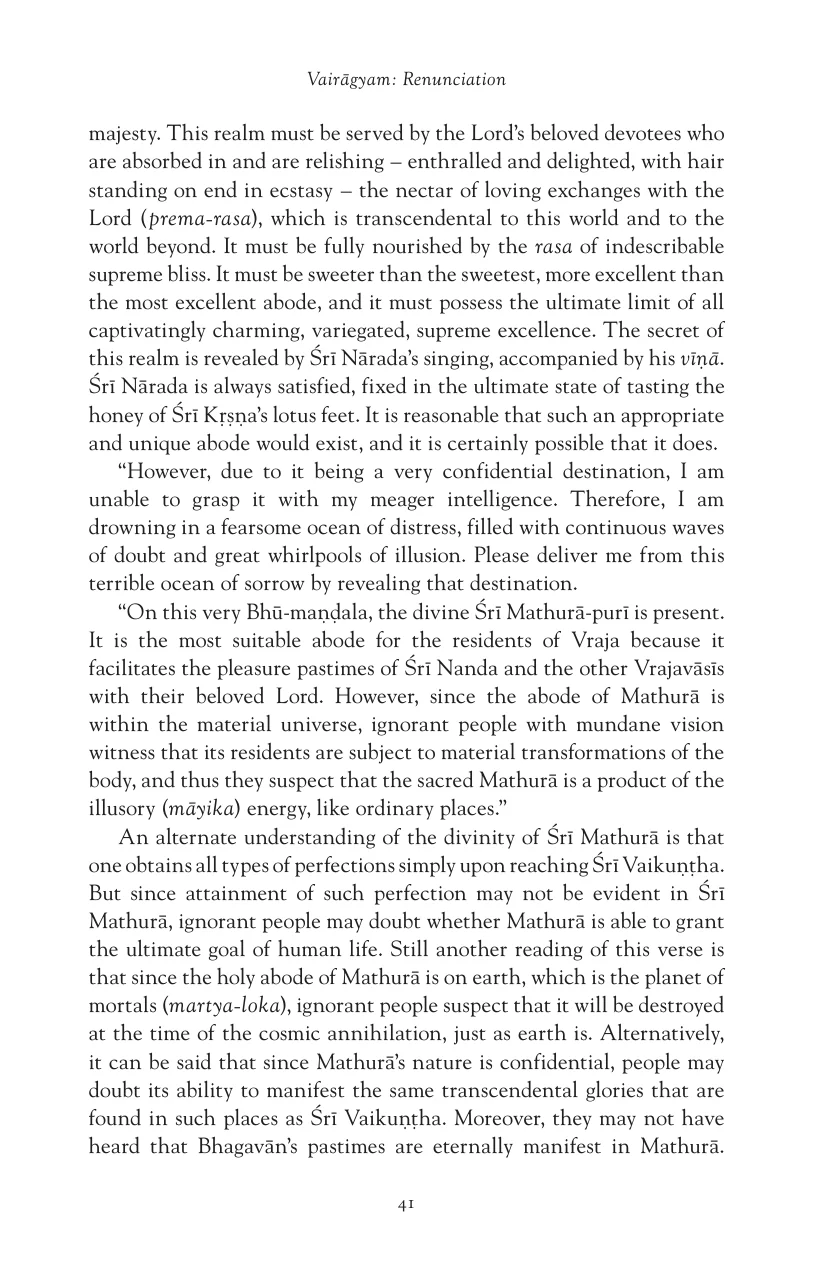 Vairāgyam: Renunciation
majesty. This realm must be served by the Lord’s beloved devotees who
are absorbed in and are relishing – enthralled and delighted, with hair
standing on end in ecstasy – the nectar of loving exchanges with the
Lord (prema-rasa), which is transcendental to this world and to the
world beyond. It must be fully nourished by the rasa of indescribable
supreme bliss. It must be sweeter than the sweetest, more excellent than
the most excellent abode, and it must possess the ultimate limit of all
captivatingly charming, variegated, supreme excellence. The secret of
this realm is revealed by Śrī Nārada’s singing, accompanied by his vīṇā.
Śrī Nārada is always satisfied, fixed in the ultimate state of tasting the
honey of Śrī Kṛṣṇa’s lotus feet. It is reasonable that such an appropriate
and unique abode would exist, and it is certainly possible that it does.
“However, due to it being a very confidential destination, I am
unable to grasp it with my meager intelligence. Therefore, I am
drowning in a fearsome ocean of distress, filled with continuous waves
of doubt and great whirlpools of illusion. Please deliver me from this
terrible ocean of sorrow by revealing that destination.
“On this very Bhū-maṇḍala, the divine Śrī Mathurā-purī is present.
It is the most suitable abode for the residents of Vraja because it
facilitates the pleasure pastimes of Śrī Nanda and the other Vrajavāsīs
with their beloved Lord. However, since the abode of Mathurā is
within the material universe, ignorant people with mundane vision
witness that its residents are subject to material transformations of the
body, and thus they suspect that the sacred Mathurā is a product of the
illusory (māyika) energy, like ordinary places.”
An alternate understanding of the divinity of Śrī Mathurā is that
one obtains all types of perfections simply upon reaching Śrī Vaikuṇṭha.
But since attainment of such perfection may not be evident in Śrī
Mathurā, ignorant people may doubt whether Mathurā is able to grant
the ultimate goal of human life. Still another reading of this verse is
that since the holy abode of Mathurā is on earth, which is the planet of
mortals (martya-loka), ignorant people suspect that it will be destroyed
at the time of the cosmic annihilation, just as earth is. Alternatively,
it can be said that since Mathurā’s nature is confidential, people may
doubt its ability to manifest the same transcendental glories that are
found in such places as Śrī Vaikuṇṭha. Moreover, they may not have
heard that Bhagavān’s pastimes are eternally manifest in Mathurā.
41